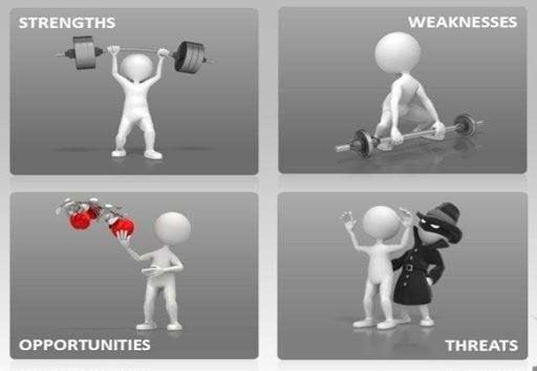 STRENGTHS
WEAKNESSES
OPPORTUNITIES
THREATS